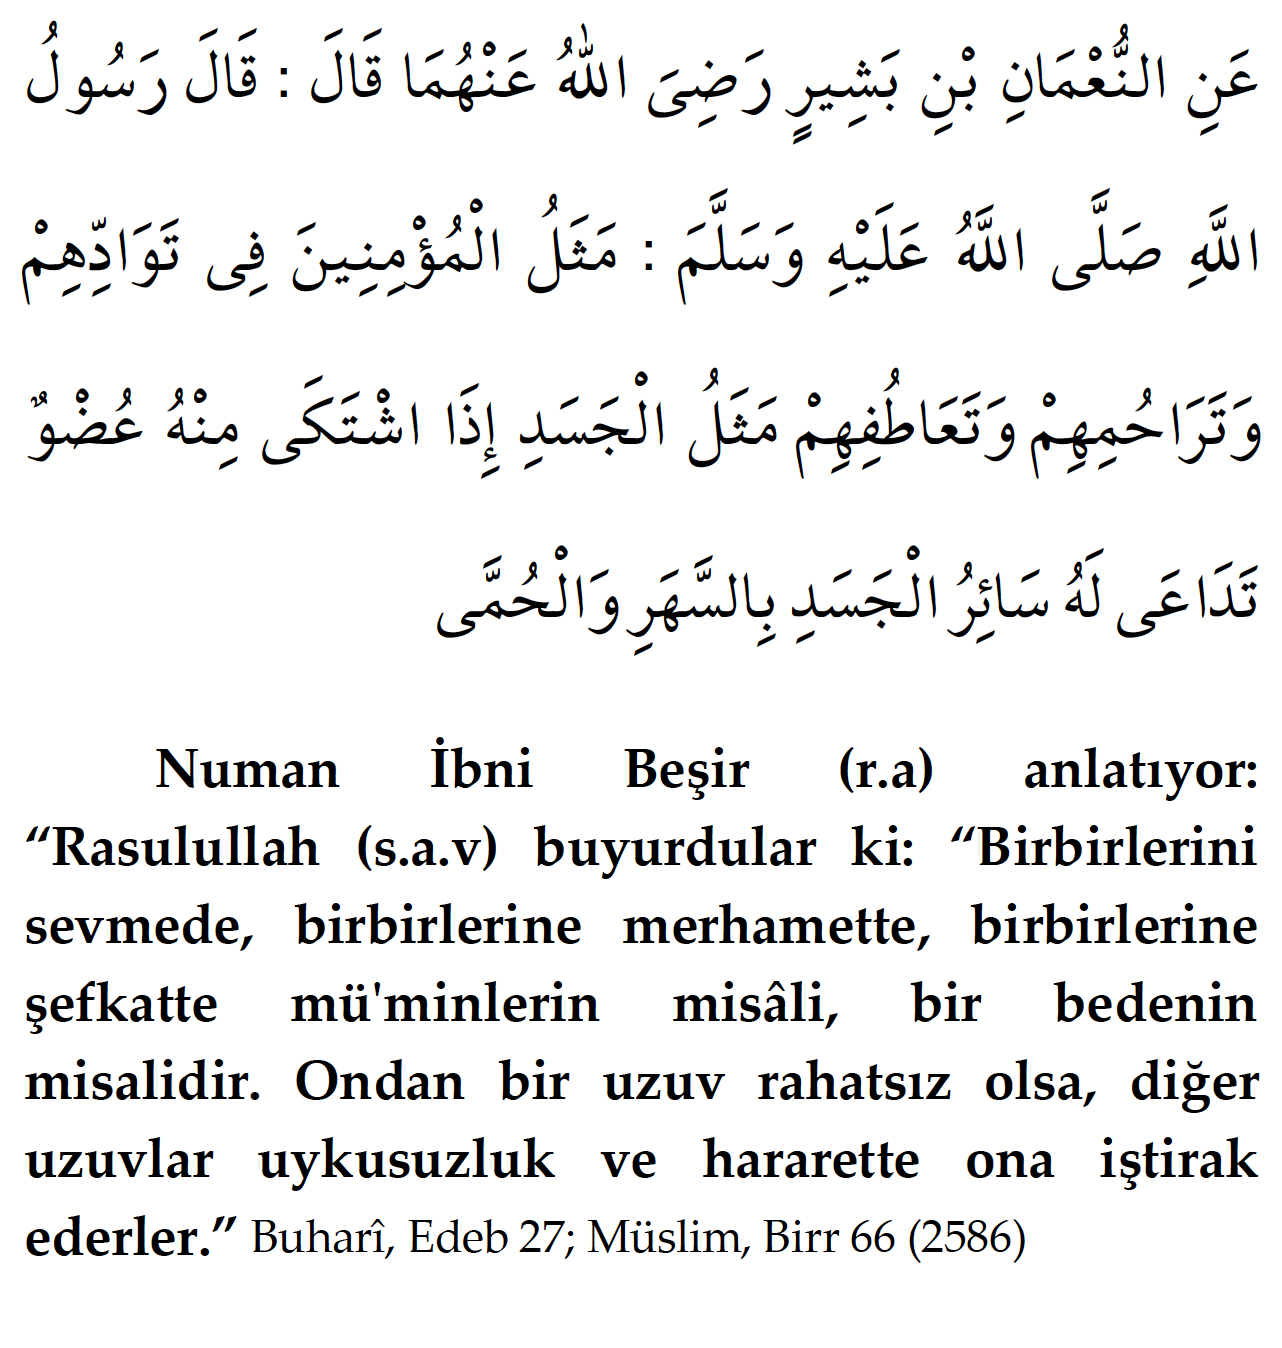 عَنِ النُّعْمَانِ بْنِ بَشِيرٍ رَضِىَ اللهُ عَنْهُمَا قَالَ : قَالَ رَسُولُ
اللَّهِ صَلَّى اللَّهُ عَلَيْهِ وَسَلَّمَ : مَثَلُ الْمُؤْمِنِينَ فِى تَوَادِّهِمْ
وَتَرَاحُمِهِمْ وَتَعَاطُفِهِمْ مَثَلُ الْجَسَدِ إِذَا اشْتَكَى مِنْهُ عُضْوٌ
تَدَاعَى لَهُ سَائِرُ الْجَسَدِ بِالسَّهَرِ وَالْحُمَّى
Numan İbni Beşir (r.a) anlatıyor:
“Rasulullah (s.a.v) buyurdular ki: “Birbirlerini
sevmede, birbirlerine merhamette, birbirlerine
şefkatte mü'minlerin misâli, bir bedenin
misalidir. Ondan bir uzuv rahatsız olsa, diğer
uzuvlar uykusuzluk ve hararette ona iştirak
ederler.” Buharî, Edeb 27; Müslim, Birr 66 (2586)